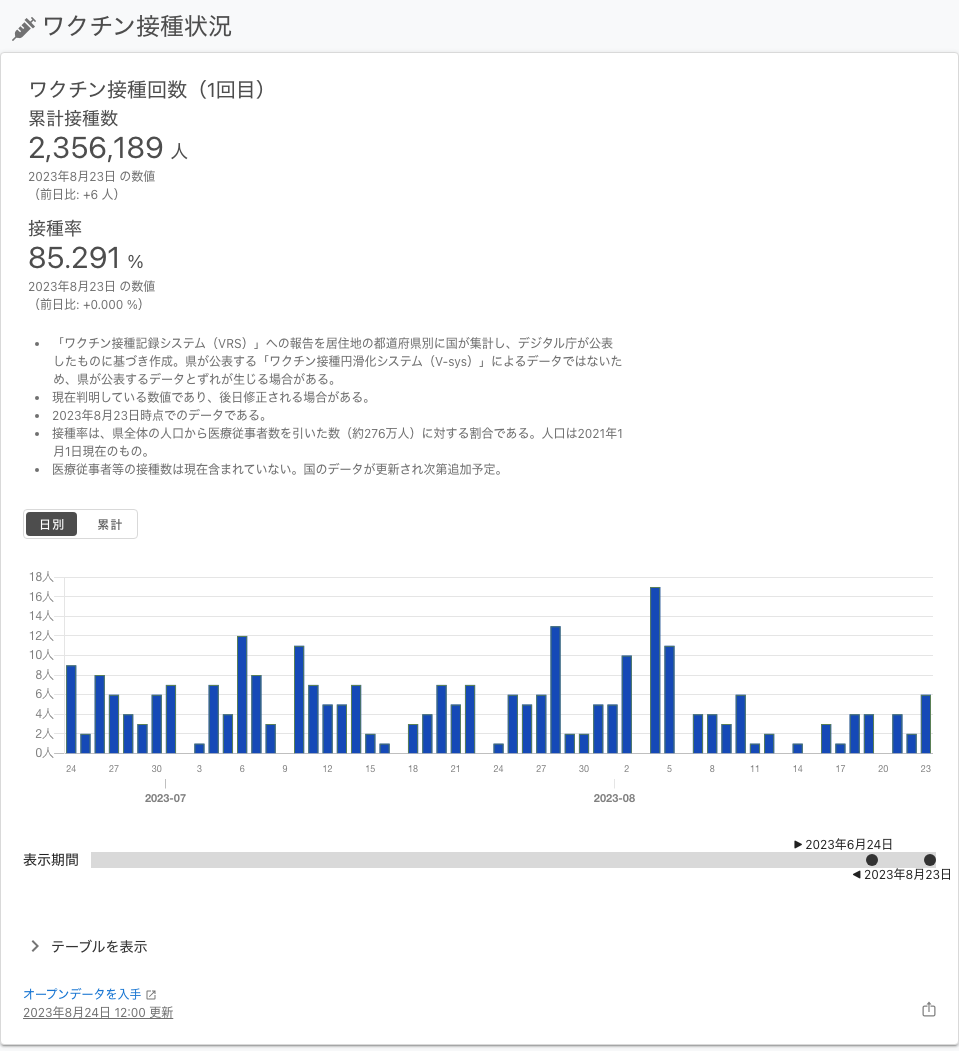 ワクチン接種状況
ワクチン接種回数（1回目）
累計接種数
2,356,189 人
2023年8月23日 の数値
（前日比: +6 人）
接種率
85.291 %
2023年8月23日 の数値
（前日比: +0.000 %）
「ワクチン接種記録システム（VRS）」への報告を居住地の都道府県別に国が集計し、デジタル庁が公表
したものに基づき作成。県が公表する「ワクチン接種円滑化システム（V-sys）」によるデータではないた
め、県が公表するデータとずれが生じる場合がある。
現在判明している数値であり、後日修正される場合がある。
2023年8月23日時点でのデータである。
接種率は、県全体の人口から医療従事者数を引いた数（約276万人）に対する割合である。人口は2021年1
月1日現在のもの。
医療従事者等の接種数は現在含まれていない。国のデータが更新され次第追加予定。
日別 累計
18人
16人
14人
12人
10人
8人
6人
4人
2人
0人
24 27 30 3 6 9 12 15 18 21 24 27 30 2 5 8 11 14 17 20 23
2023-07 2023-08
2023年6月24日
表示期間
2023年8月23日
テーブルを表示
オープンデータを入手
2023年8月24日 12:00 更新